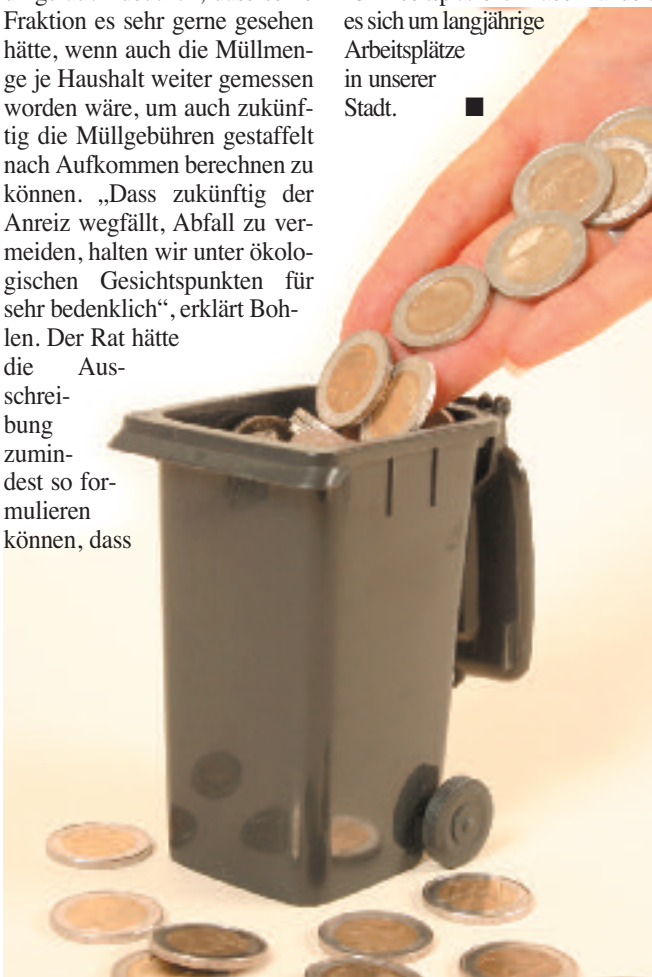 Fraktion es sehr gerne gesehen
hätte, wenn auch die Müllmen-
ge je Haushalt weiter gemessen
worden wäre, um auch zukünf-
tig die Müllgebühren gestaffelt
nach Aufkommen berechnen zu
können. „Dass zukünftig der
Anreiz wegfällt, Abfall zu ver-
meiden, halten wir unter ökolo-
gischen Gesichtspunkten für
sehr bedenklich“, erklärt Boh-
len. Der Rat hätte
die Aus-
schrei-
bung
zumin-
dest so for-
mulieren
können, dass
es sich um langjährige
Arbeitsplätze
in unserer
Stadt. ■